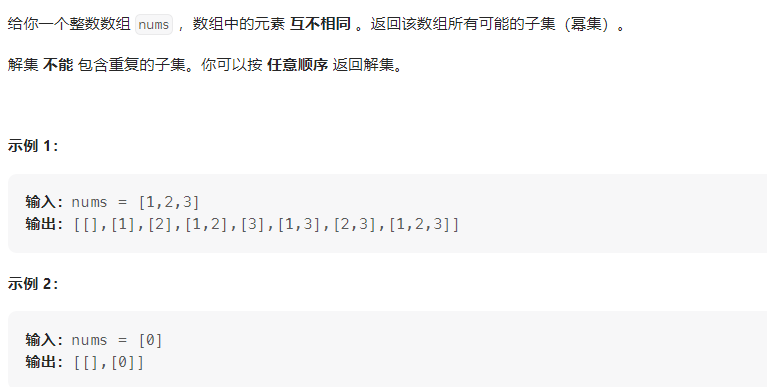 给你一个整数数组 nums ，数组中的元素 互不相同 。返回该数组所有可能的子集（幂集）。
解集 不能 包含重复的子集。你可以按 任意顺序 返回解集。
示例 1：
输入：nums = [1,2,3]
输出：[[],[1],[2],[1,2],[3],[1,3],[2,3],[1,2,3]]
示例 2：
输入：nums = [0]
输出：[[],[0]]